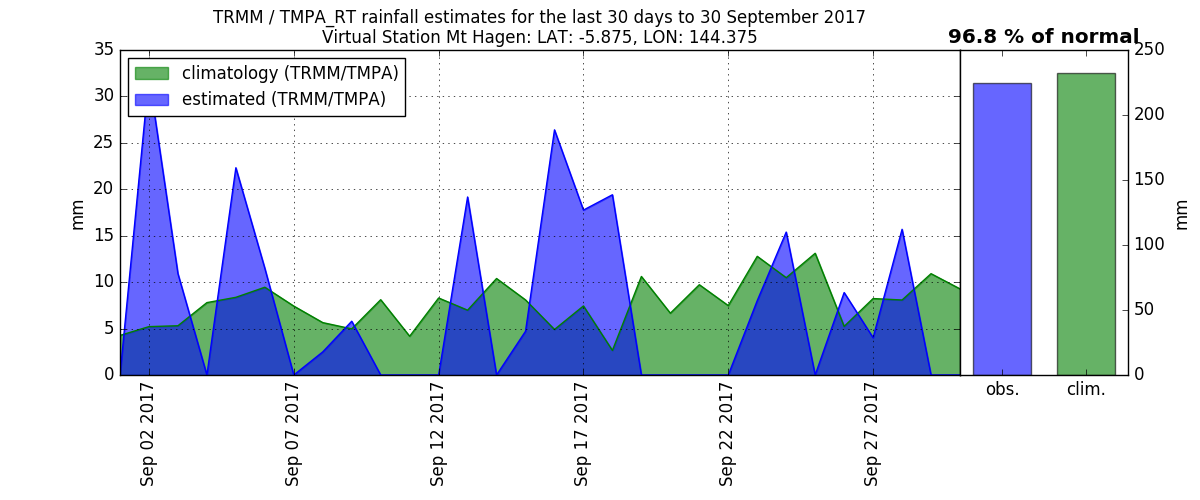 TRMM / TMPA_RT rainfall estimates for the last 30 days to 30 September 2017
Virtual Station Mt Hagen: LAT: -5.875, LON: 144.375
96.8 % of normal
climatology (TRMM/TMPA)
estimated (TRMM/TMPA)
35
30
25
20
15
10
5
0
mm
Sep 02 2017
Sep 07 2017
Sep 12 2017
Sep 17 2017
Sep 22 2017
Sep 27 2017
250
200
150
100
50
0
mm
obs.
clim.